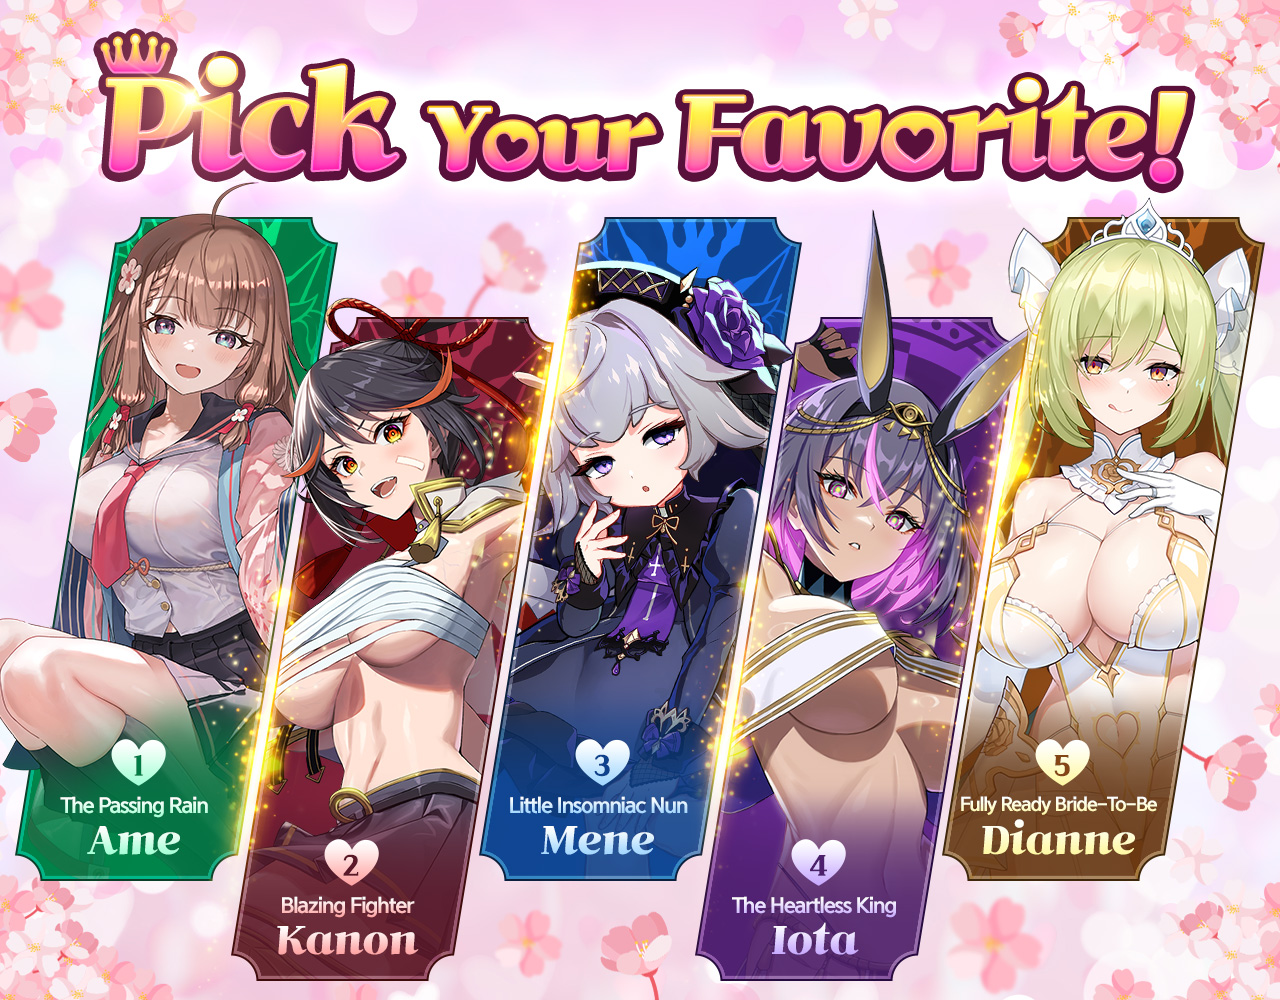 Pick Your Favorite!
1
The Passing Rain
Ame
2
Blazing Fighter
Kanon
3
Little Insomniac Nun
Mene
4
The Heartless King
Iota
5
Fully Ready Bride-To-Be
Dianne